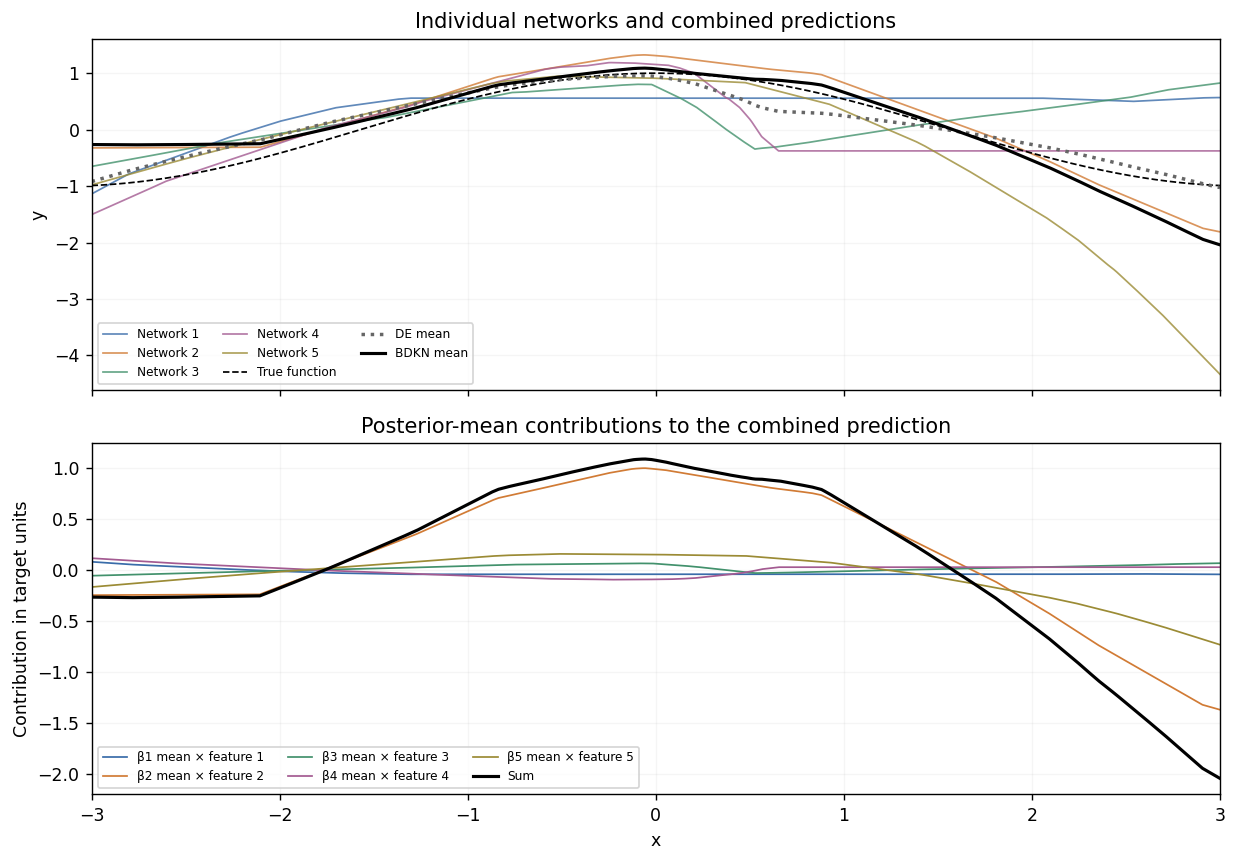 Individual networks and combined predictions
1
0
−1
−2
−3
−4
y
Network 1
Network 2
Network 3
Network 4
Network 5
True function
DE mean
BDKN mean
Posterior-mean contributions to the combined prediction
1.0
0.5
0.0
−0.5
−1.0
−1.5
−2.0
Contribution in target units
β1 mean × feature 1
β2 mean × feature 2
β3 mean × feature 3
β4 mean × feature 4
β5 mean × feature 5
Sum
−3 −2 −1 0 1 2 3
x